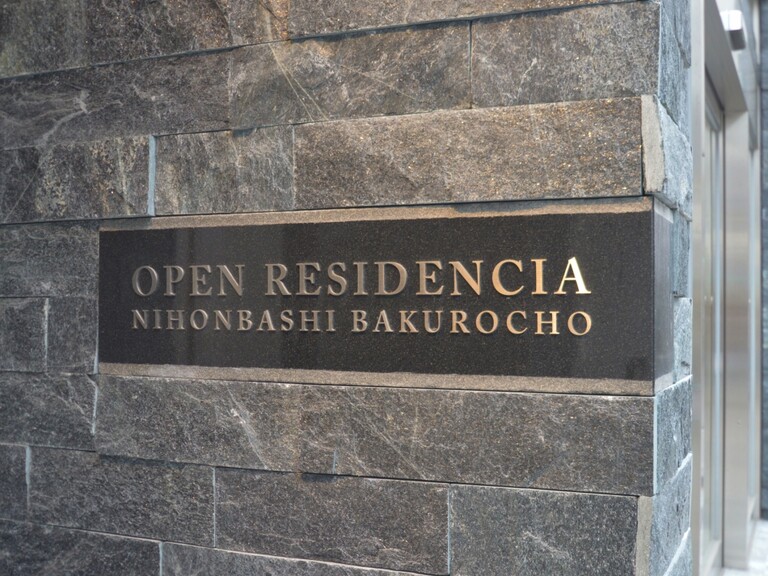 OPEN RESIDENCIA
NIHONBASHI BAKUROCHO